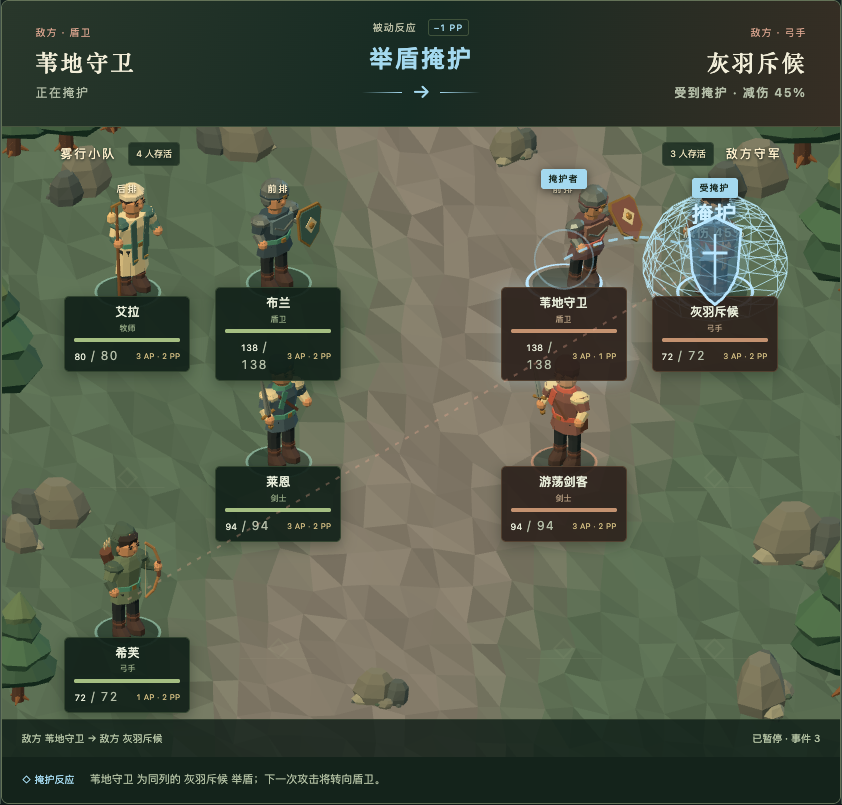 敌方 · 盾卫
苇地守卫
正在掩护
被动反应 −1 PP
举盾掩护
→
敌方 · 弓手
灰羽斥候
受到掩护 · 减伤 45%
雾行小队 4 人存活
3 人存活 敌方守军
后排
前排
掩护者
前排
受掩护
掩护
艾拉
牧师
80 / 80 3 AP · 2 PP
布兰
盾卫
138 /
138
3 AP · 2 PP
苇地守卫
盾卫
138 /
138
3 AP · 1 PP
灰羽斥候
弓手
72 / 72 3 AP · 2 PP
莱恩
剑士
94 / 94 3 AP · 2 PP
游荡剑客
剑士
94 / 94 3 AP · 2 PP
希芙
弓手
72 / 72 1 AP · 2 PP
敌方 苇地守卫 → 敌方 灰羽斥候
已暂停 · 事件 3
◇ 掩护反应 苇地守卫 为同列的 灰羽斥候 举盾；下一次攻击将转向盾卫。